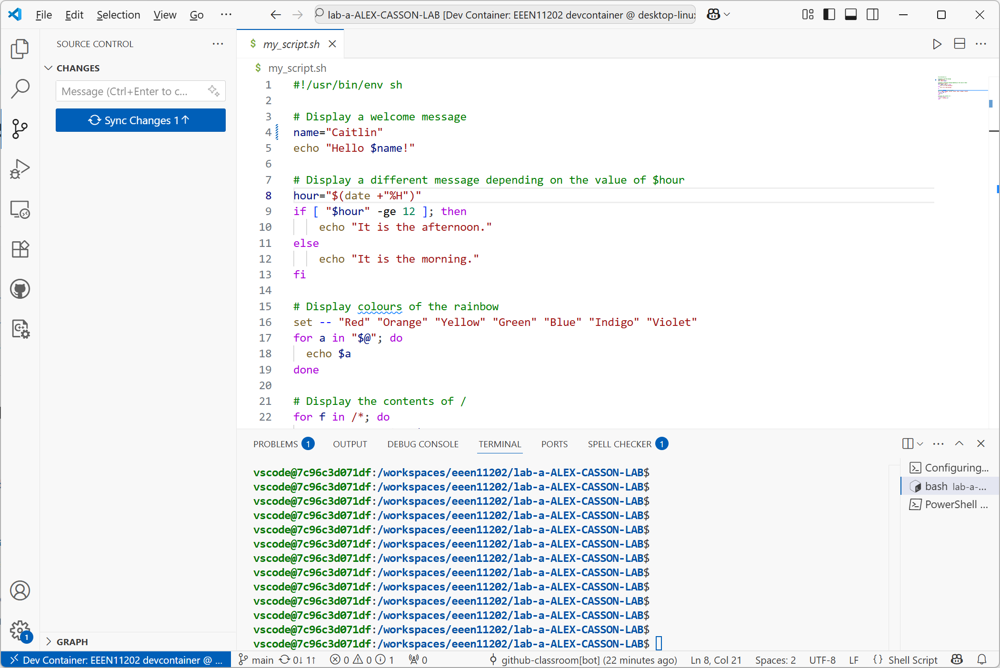 File Edit Selection View Go ··· lab-a-ALEX-CASSON-LAB [Dev Container: EEEN11202 devcontainer @ desktop-linux
SOURCE CONTROL
CHANGES
Message (Ctrl+Enter to c...
Sync Changes 1↑
GRAPH
$ my_script.sh
$ my_script.sh
1 #!/usr/bin/env sh
2
3 # Display a welcome message
4 name="Caitlin"
5 echo "Hello $name!"
6
7 # Display a different message depending on the value of $hour
8 hour="$(date +"%H")"
9 if [ "$hour" -ge 12 ]; then
10 echo "It is the afternoon."
11 else
12 echo "It is the morning."
13 fi
14
15 # Display colours of the rainbow
16 set -- "Red" "Orange" "Yellow" "Green" "Blue" "Indigo" "Violet"
17 for a in "$@"; do
18 echo $a
19 done
20
21 # Display the contents of /
22 for f in /*; do
PROBLEMS 1 OUTPUT DEBUG CONSOLE TERMINAL PORTS SPELL CHECKER 1
vscode@7c96c3d071df:/workspaces/eeen11202/lab-a-ALEX-CASSON-LAB$
vscode@7c96c3d071df:/workspaces/eeen11202/lab-a-ALEX-CASSON-LAB$
vscode@7c96c3d071df:/workspaces/eeen11202/lab-a-ALEX-CASSON-LAB$
vscode@7c96c3d071df:/workspaces/eeen11202/lab-a-ALEX-CASSON-LAB$
vscode@7c96c3d071df:/workspaces/eeen11202/lab-a-ALEX-CASSON-LAB$
vscode@7c96c3d071df:/workspaces/eeen11202/lab-a-ALEX-CASSON-LAB$
vscode@7c96c3d071df:/workspaces/eeen11202/lab-a-ALEX-CASSON-LAB$
vscode@7c96c3d071df:/workspaces/eeen11202/lab-a-ALEX-CASSON-LAB$
vscode@7c96c3d071df:/workspaces/eeen11202/lab-a-ALEX-CASSON-LAB$
vscode@7c96c3d071df:/workspaces/eeen11202/lab-a-ALEX-CASSON-LAB$
vscode@7c96c3d071df:/workspaces/eeen11202/lab-a-ALEX-CASSON-LAB$
vscode@7c96c3d071df:/workspaces/eeen11202/lab-a-ALEX-CASSON-LAB$
vscode@7c96c3d071df:/workspaces/eeen11202/lab-a-ALEX-CASSON-LAB$
Configuring...
bash lab-a-...
PowerShell ...
1
Dev Container: EEEN11202 devcontainer @ ... main 0↓ 1↑ 0 0 1 0 github-classroom[bot] (22 minutes ago) Ln 8, Col 21 Spaces: 2 UTF-8 LF {} Shell Script